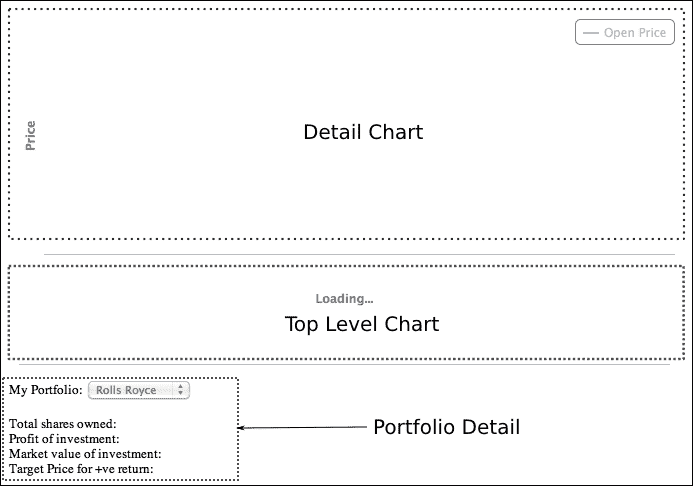 Open Price
Detail Chart
Price
Loading...
Top Level Chart
My Portfolio: Rolls Royce
Total shares owned:
Profit of investment:
Market value of investment:
Target Price for +ve return:
Portfolio Detail